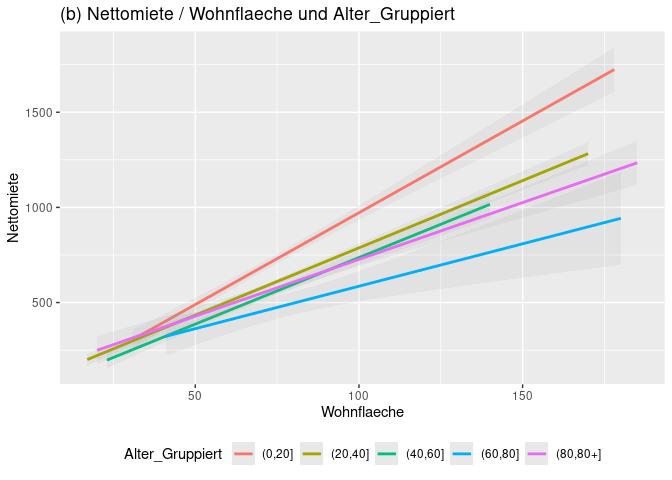 (b) Nettomiete / Wohnflaeche und Alter_Gruppiert
1500
1000
500
Nettomiete
50 100 150
Wohnflaeche
Alter_Gruppiert (0,20] (20,40] (40,60] (60,80] (80,80+]